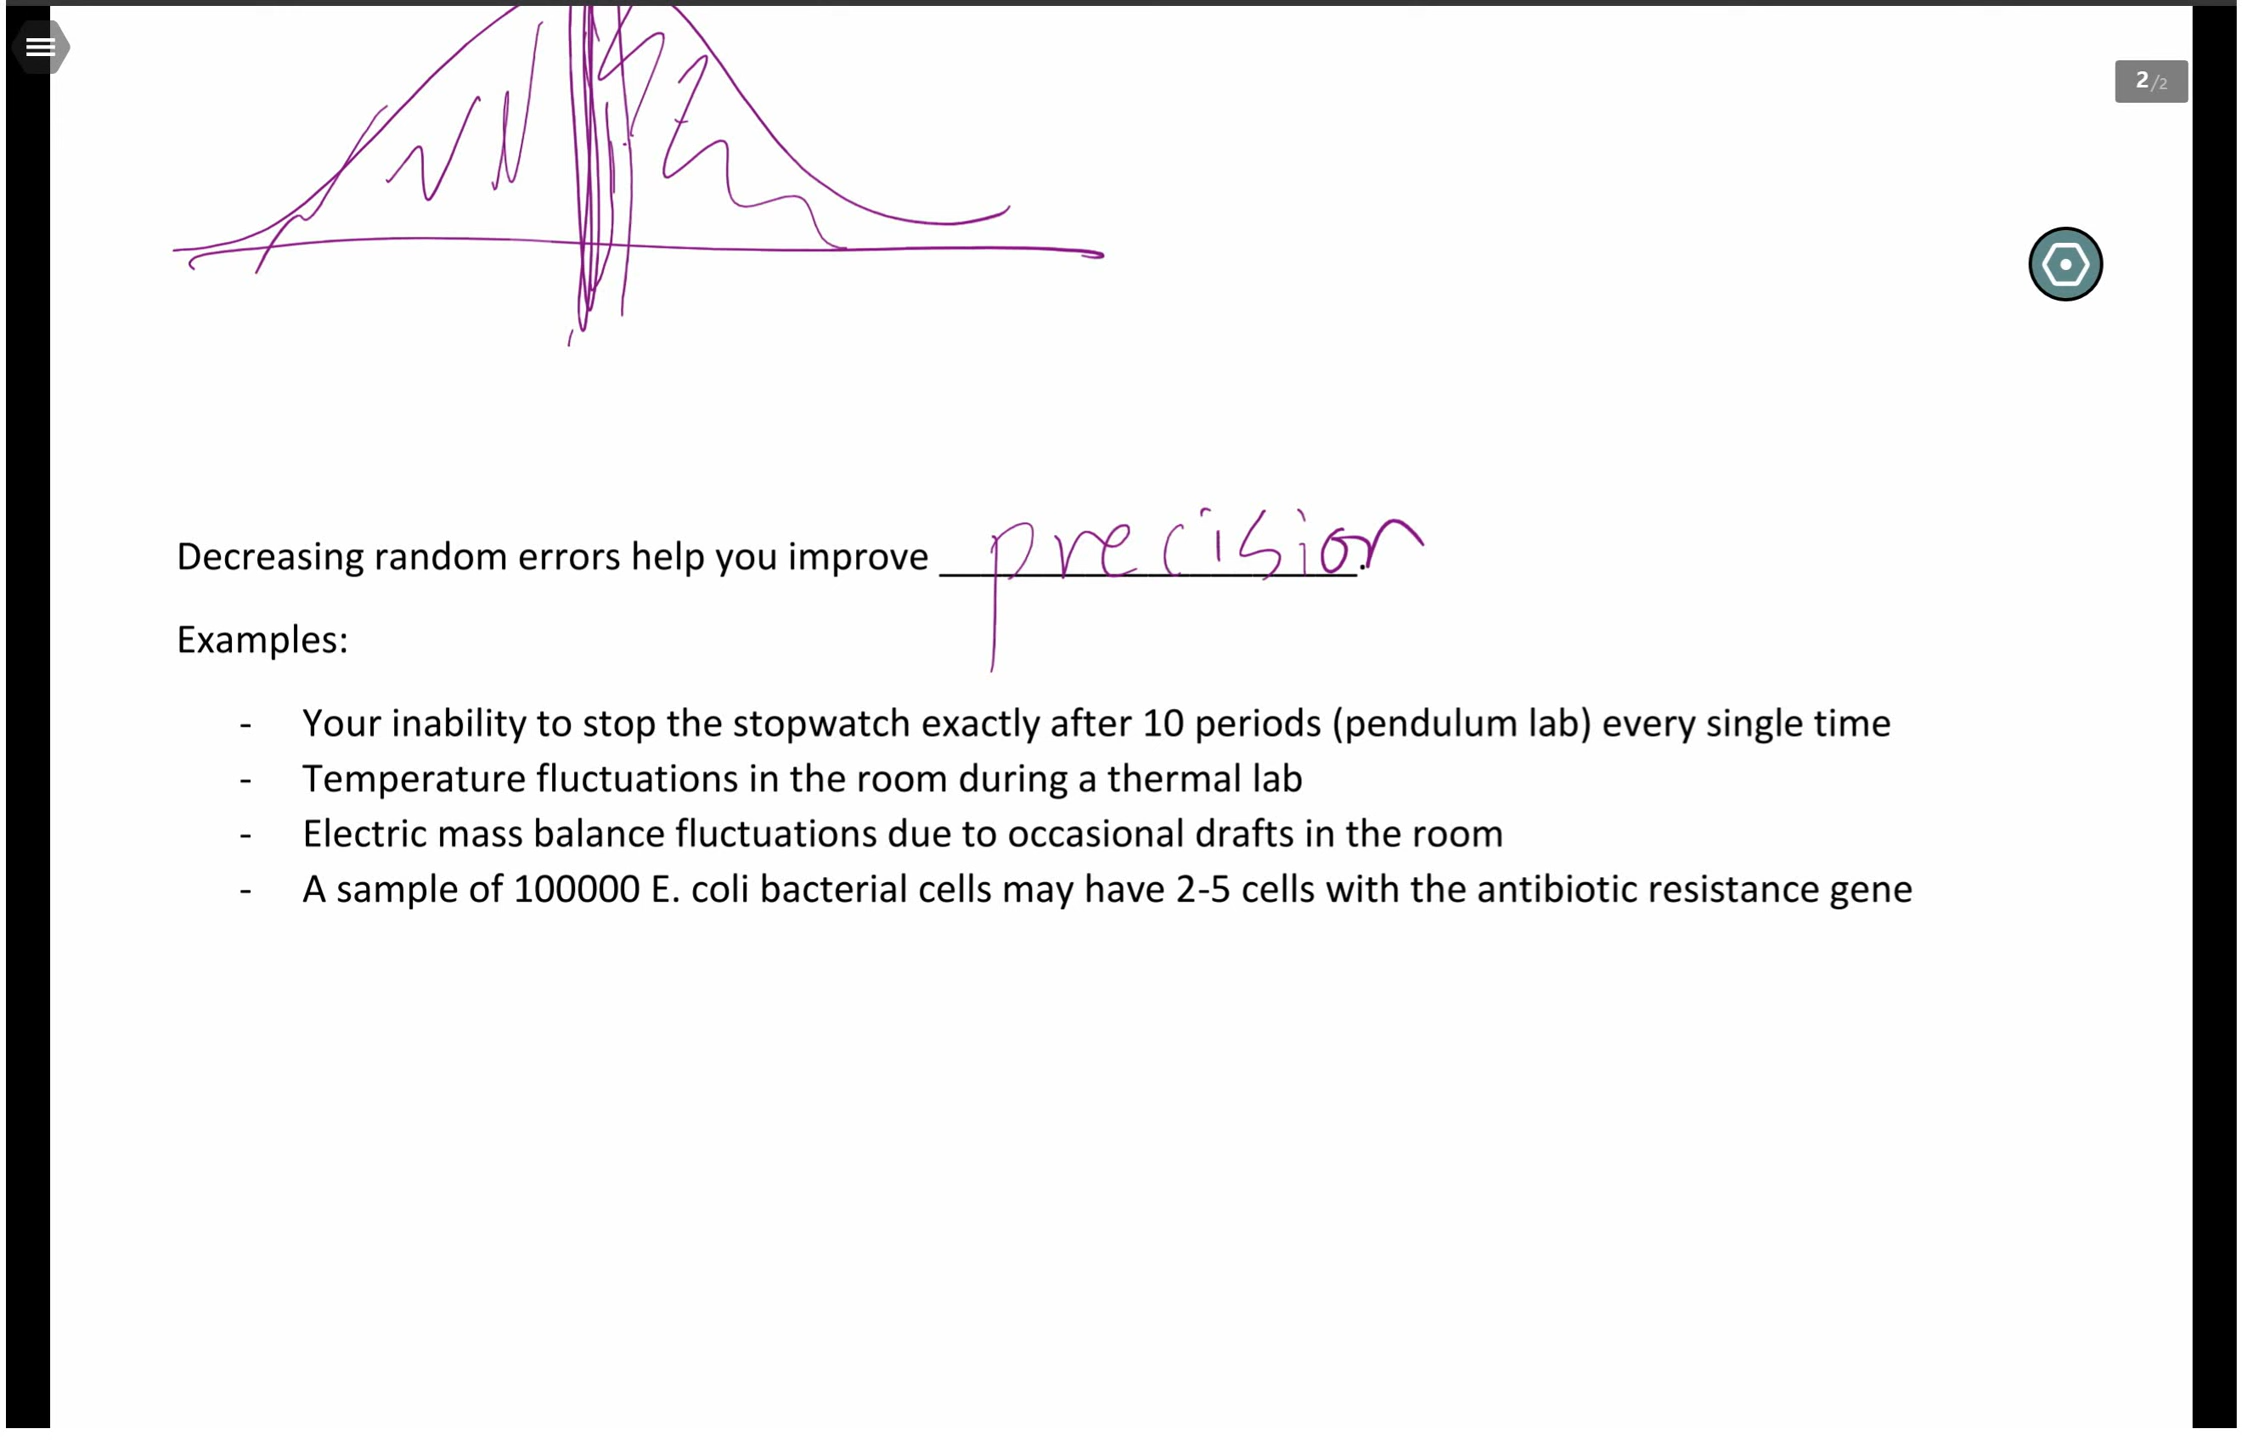 2/2
Decreasing random errors help you improve precision.
Examples:
- Your inability to stop the stopwatch exactly after 10 periods (pendulum lab) every single time
- Temperature fluctuations in the room during a thermal lab
- Electric mass balance fluctuations due to occasional drafts in the room
- A sample of 100000 E. coli bacterial cells may have 2-5 cells with the antibiotic resistance gene